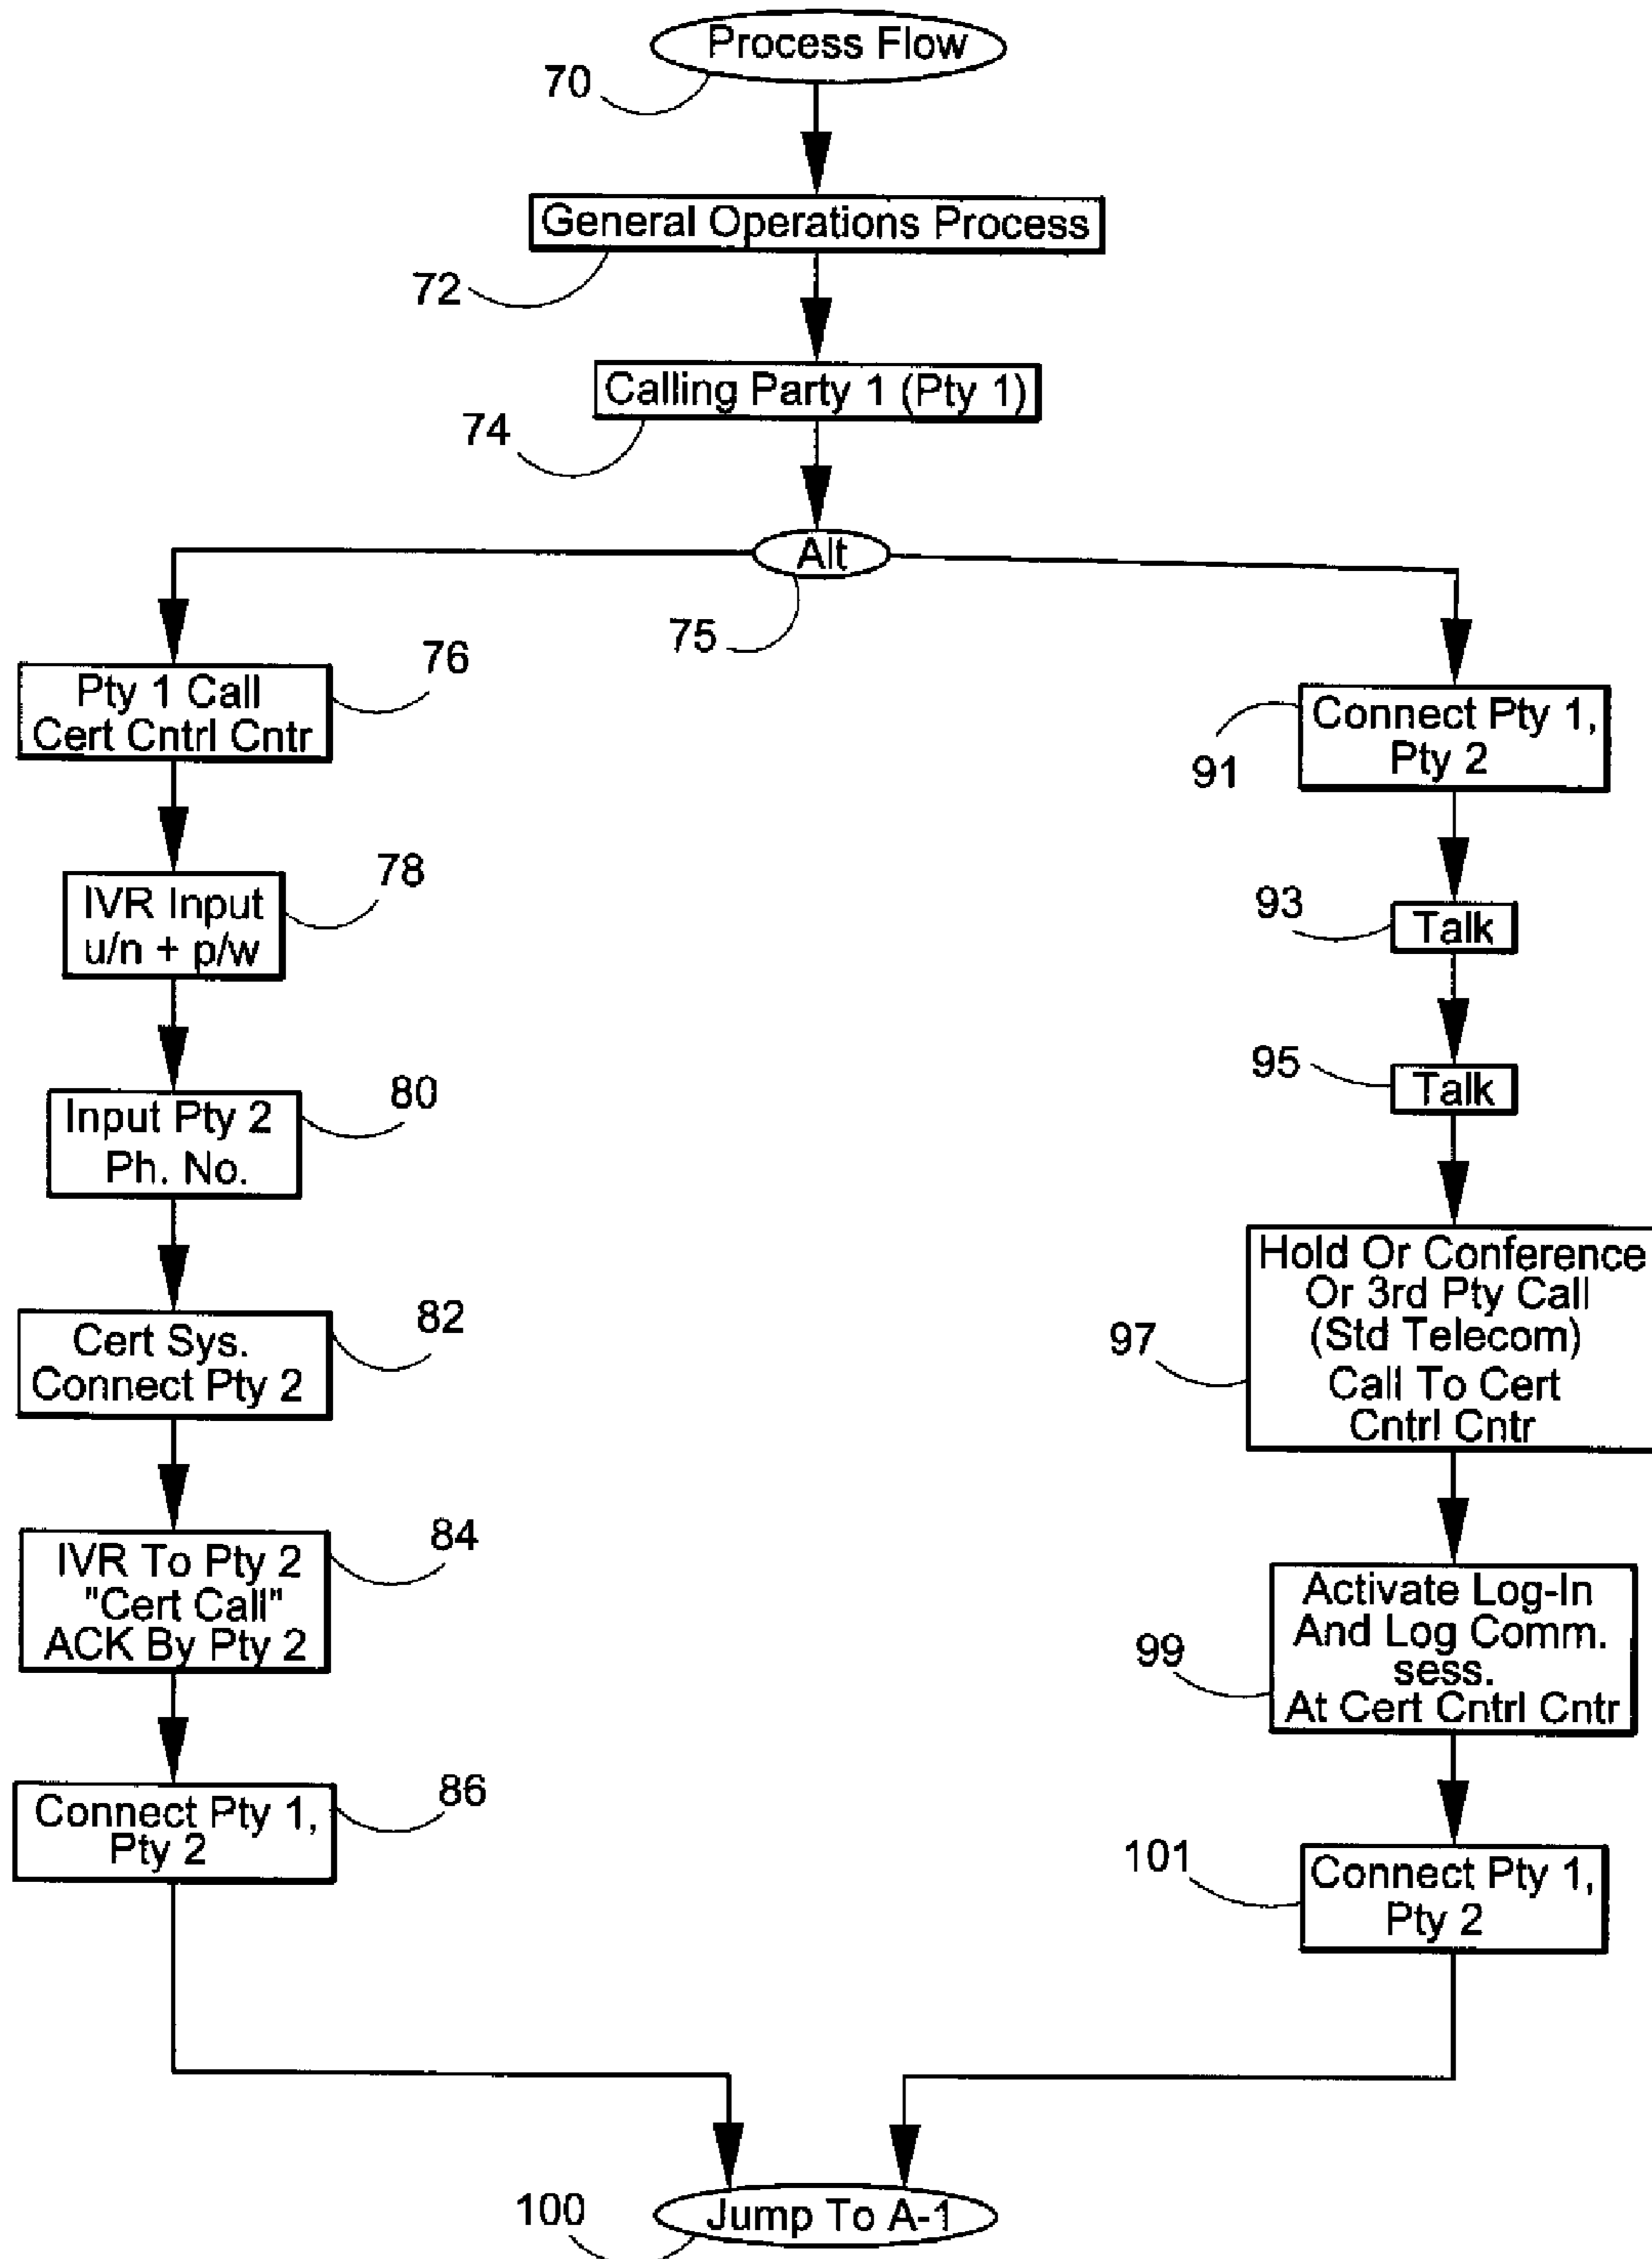 Process Flow
70
General Operations Process
72
Calling Party 1 (Pty 1)
74
Alt
75
Pty 1 Call
Cert Cntrl Cntr
76
IVR Input
u/n + p/w
78
Input Pty 2
Ph. No.
80
Cert Sys.
Connect Pty 2
82
IVR To Pty 2
"Cert Call"
ACK By Pty 2
84
Connect Pty 1,
Pty 2
86
Connect Pty 1,
Pty 2
91
Talk
93
Talk
95
Hold Or Conference
Or 3rd Pty Call
(Std Telecom)
Call To Cert
Cntrl Cntr
97
Activate Log-In
And Log Comm.
sess.
At Cert Cntrl Cntr
99
Connect Pty 1,
Pty 2
101
Jump To A-1
100